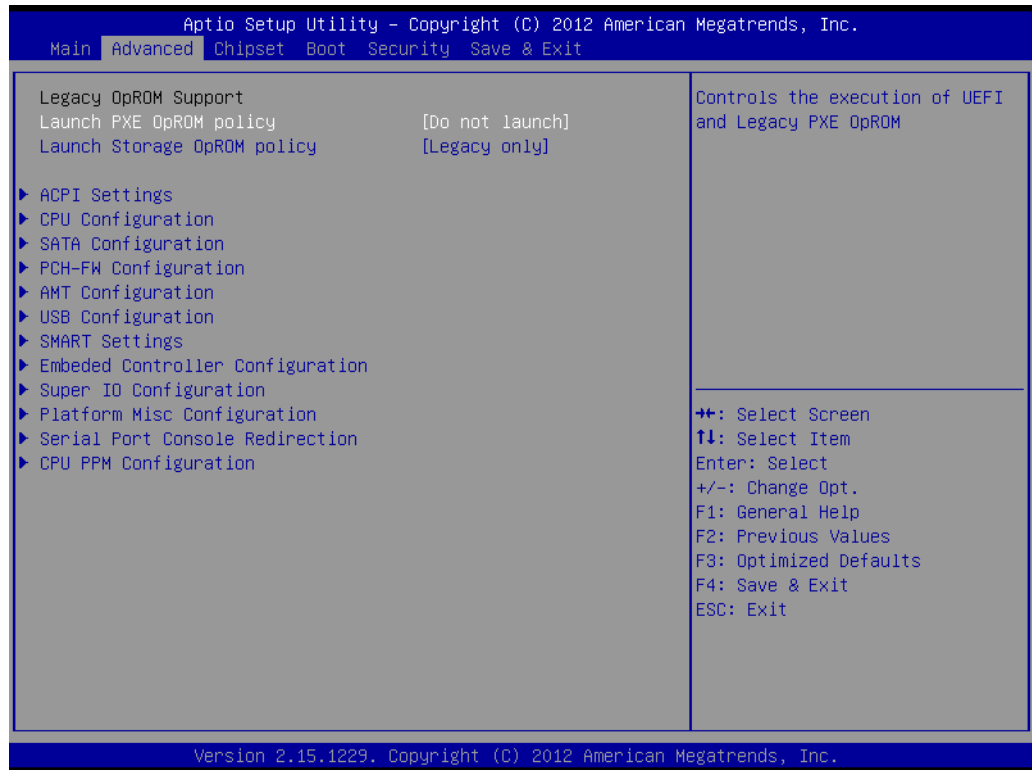 Aptio Setup Utility – Copyright (C) 2012 American Megatrends, Inc.
Main Advanced Chipset Boot Security Save & Exit
Legacy OpROM Support
Launch PXE OpROM policy [Do not launch]
Launch Storage OpROM policy [Legacy only]
▶ ACPI Settings
▶ CPU Configuration
▶ SATA Configuration
▶ PCH-FW Configuration
▶ AMT Configuration
▶ USB Configuration
▶ SMART Settings
▶ Embeded Controller Configuration
▶ Super IO Configuration
▶ Platform Misc Configuration
▶ Serial Port Console Redirection
▶ CPU PPM Configuration
Controls the execution of UEFI
and Legacy PXE OpROM
→←: Select Screen
↑↓: Select Item
Enter: Select
+/-: Change Opt.
F1: General Help
F2: Previous Values
F3: Optimized Defaults
F4: Save & Exit
ESC: Exit
Version 2.15.1229. Copyright (C) 2012 American Megatrends, Inc.